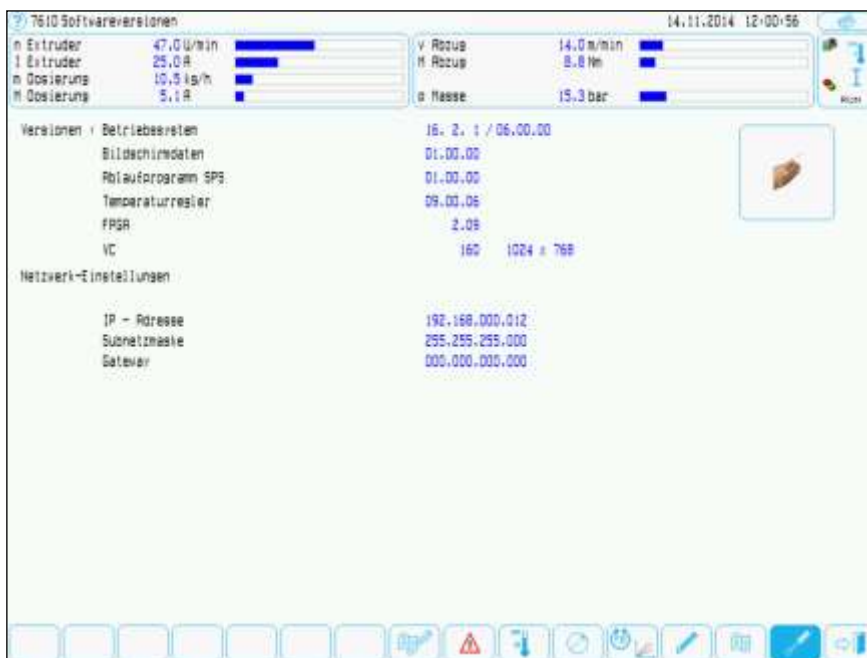 7610 Softwareversionen 14.11.2014 12:00:56
n Extruder 47.0 U/min v Abzug 14.0 m/min
I Extruder 25.0 A M Abzug 8.8 Nm
m Dosierung 10.5 kg/h
M Dosierung 5.1 A p Masse 15.3 bar
Versionen : Betriebssystem 16. 2. 1 / 06.00.00
Bildschirmdaten 01.00.00
Ablaufprogramm SPS 01.00.00
Temperaturregler 09.00.06
FPGA 2.09
VC 160 1024 x 768
Netzwerk-Einstellungen
IP - Adresse 192.168.000.012
Subnetzmaske 255.255.255.000
Gateway 000.000.000.000